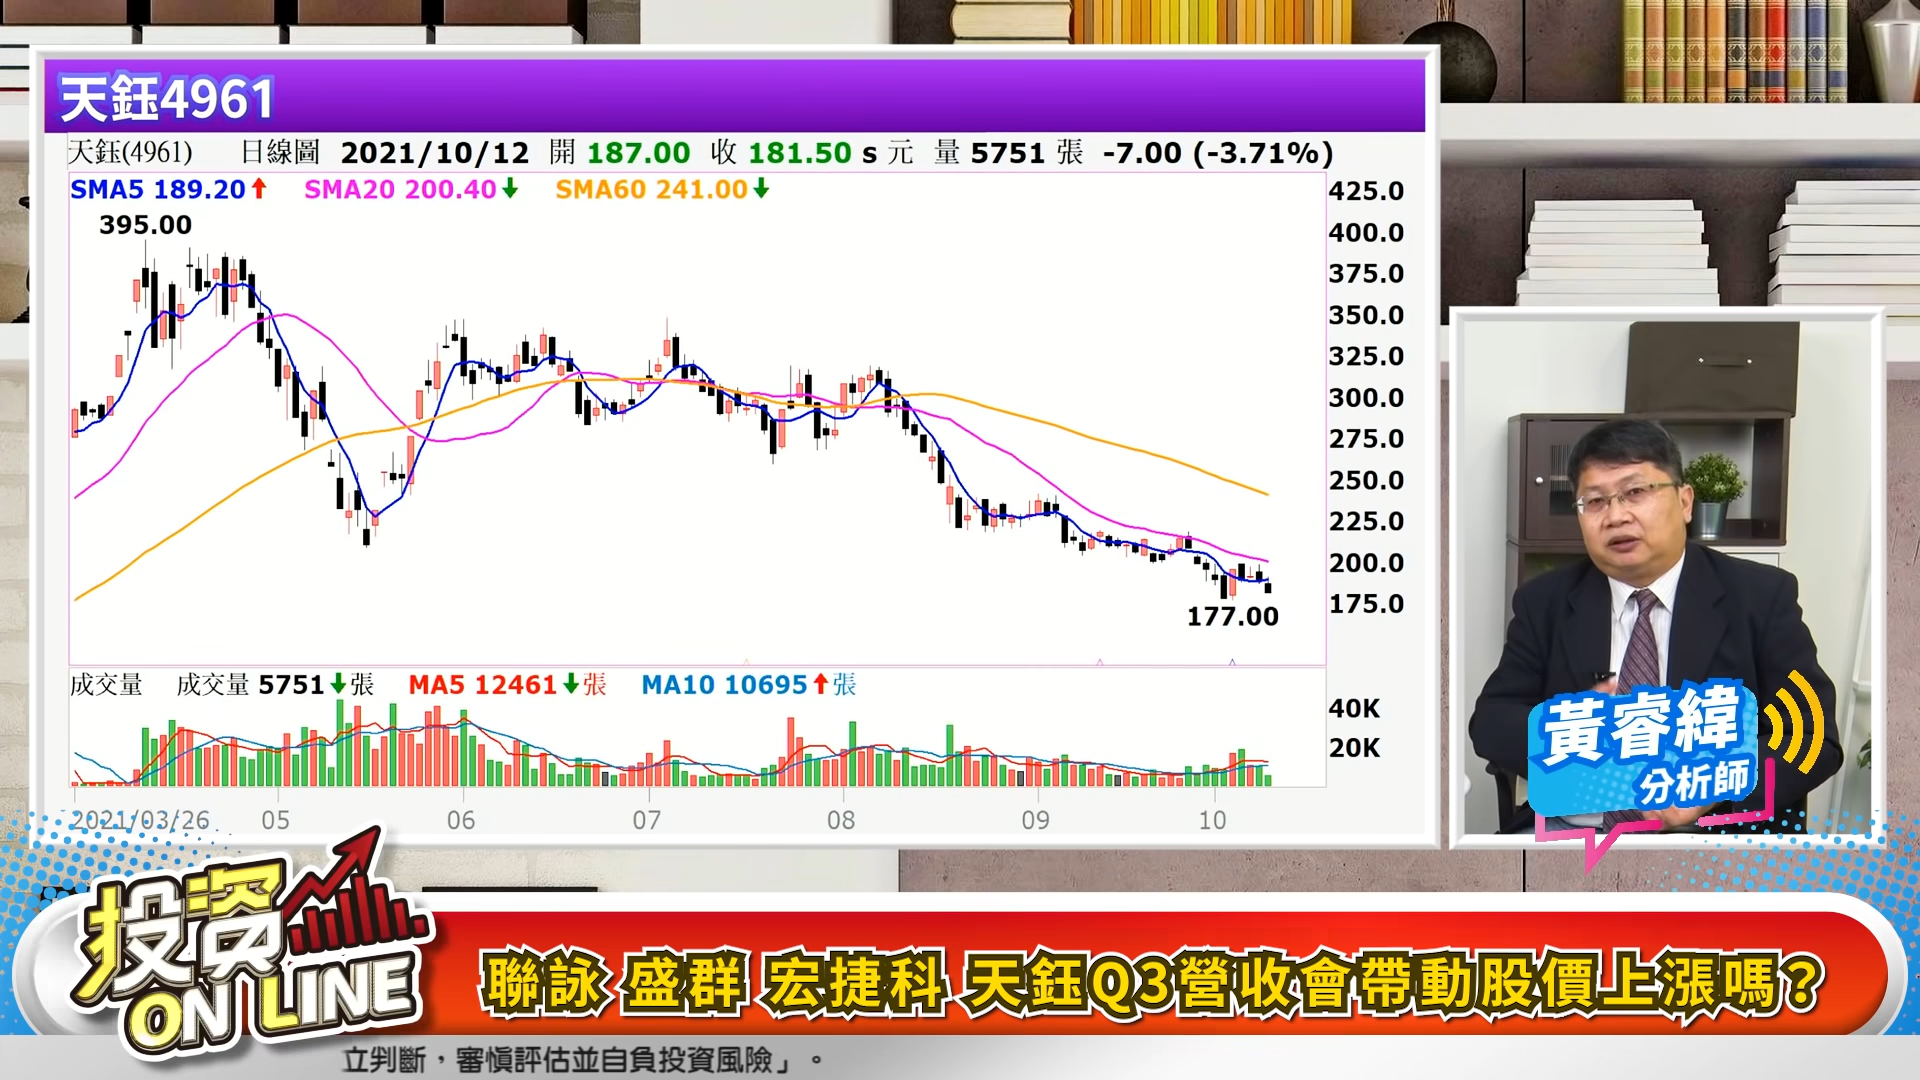 天鈺4961
天鈺(4961) 日線圖 2021/10/12 開 187.00 收 181.50 s 元 量 5751 張 -7.00 (-3.71%)
SMA5 189.20↑ SMA20 200.40↓ SMA60 241.00↓
395.00
425.0
400.0
375.0
350.0
325.0
300.0
275.0
250.0
225.0
200.0
175.0
177.00
成交量 成交量 5751↓張 MA5 12461↓張 MA10 10695↑張
40K
20K
2021/03/26 05 06 07 08 09 10
黃睿緯
分析師
投資
ON LINE
聯詠 盛群 宏捷科 天鈺Q3營收會帶動股價上漲嗎？
立判斷，審慎評估並自負投資風險」。